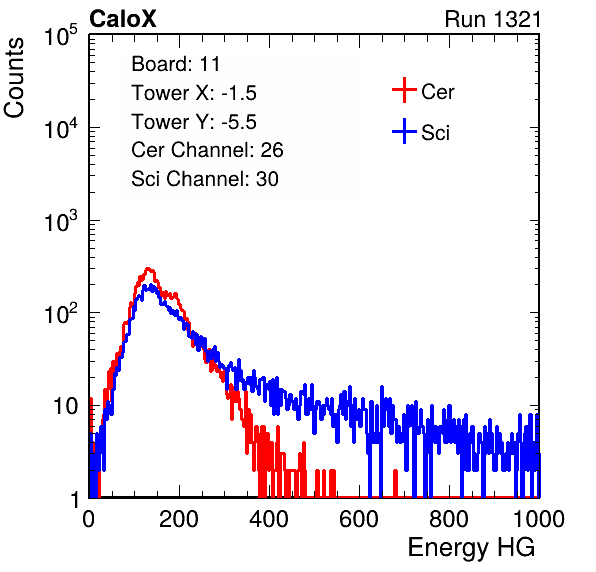 CaloX Run 1321
Counts
10^5
10^4
10^3
10^2
10
1
Board: 11
Tower X: -1.5
Tower Y: -5.5
Cer Channel: 26
Sci Channel: 30
Cer
Sci
0 200 400 600 800 1000
Energy HG